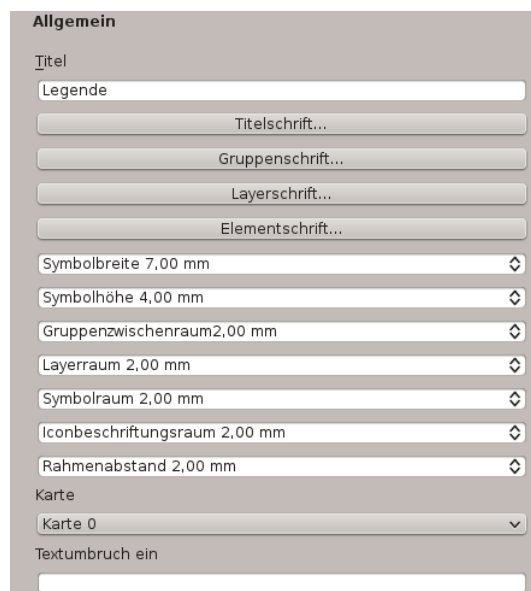 Allgemein
Titel
Legende
Titelschrift...
Gruppenschrift...
Layerschrift...
Elementschrift...
Symbolbreite 7,00 mm
Symbolhöhe 4,00 mm
Gruppenzwischenraum2,00 mm
Layerraum 2,00 mm
Symbolraum 2,00 mm
Iconbeschriftungsraum 2,00 mm
Rahmenabstand 2,00 mm
Karte
Karte 0
Textumbruch ein